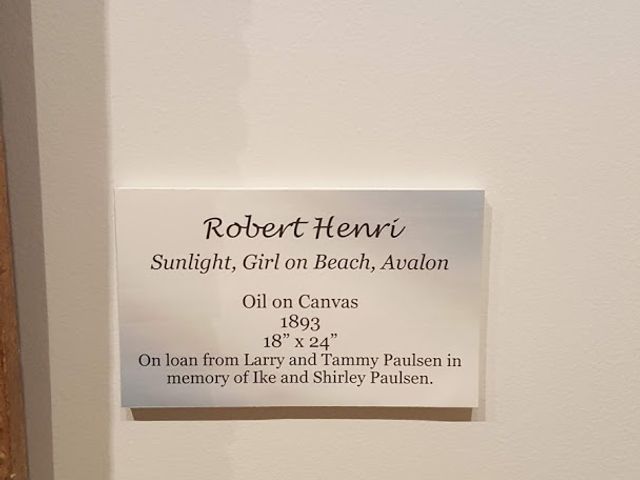 Robert Henri
Sunlight, Girl on Beach, Avalon
Oil on Canvas
1893
18” x 24”
On loan from Larry and Tammy Paulsen in
memory of Ike and Shirley Paulsen.